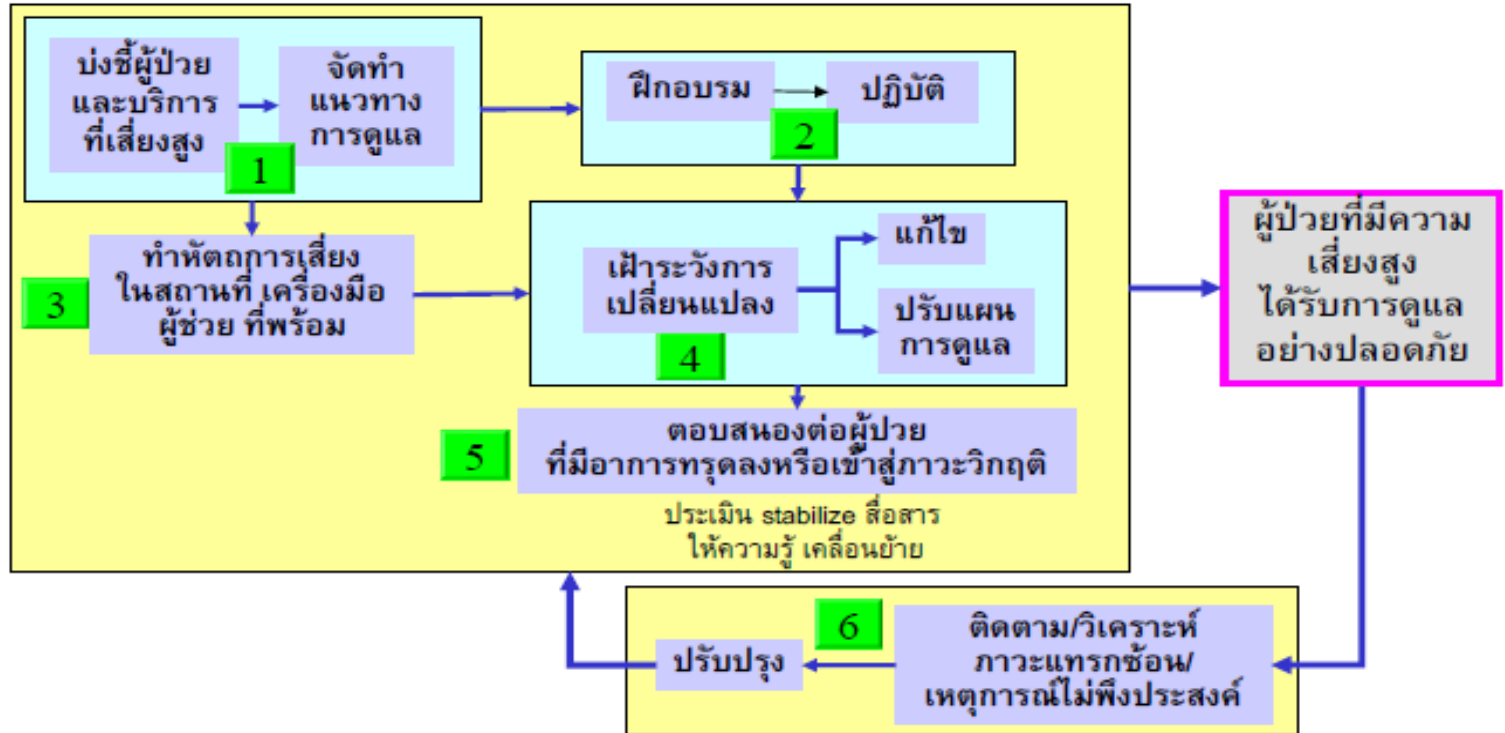 บ่งชี้ผู้ป่วย
และบริการ
ที่เสี่ยงสูง
จัดทำ
แนวทาง
การดูแล
1
ฝึกอบรม
ปฏิบัติ
2
ทำหัตถการเสี่ยง
ในสถานที่ เครื่องมือ
ผู้ช่วย ที่พร้อม
3
เฝ้าระวังการ
เปลี่ยนแปลง
4
แก้ไข
ปรับแผน
การดูแล
5
ตอบสนองต่อผู้ปวย
ที่มีอาการทรุดลงหรือเข้าสู่ภาวะวิกฤติ
ประเมิน stabilize สื่อสาร
ให้ความรู้ เคลื่อนย้าย
ผู้ป่วยที่มีความ
เสี่ยงสูง
ได้รับการดูแล
อย่างปลอดภัย
6
ติดตาม/วิเคราะห์
ภาวะแทรกซ้อน/
เหตุการณ์ไม่พึงประสงค์
ปรับปรุง